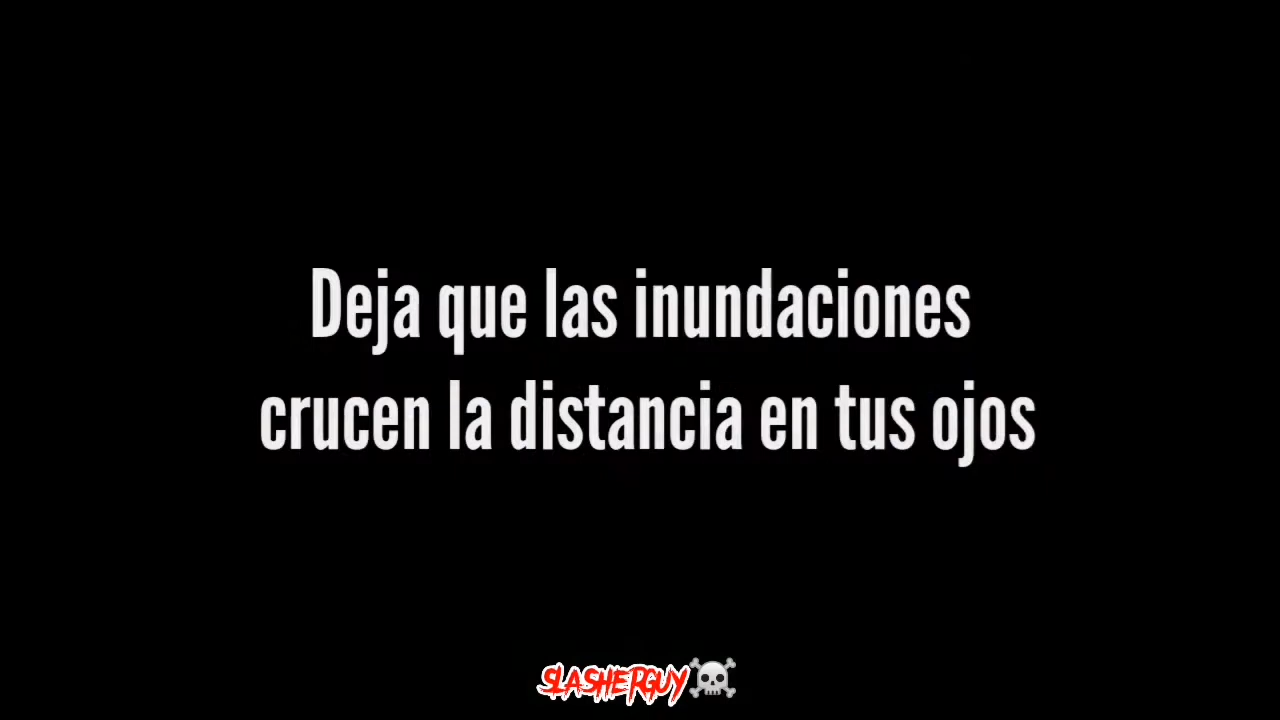 Deja que las inundaciones
crucen la distancia en tus ojos
SLASHERGUY☠